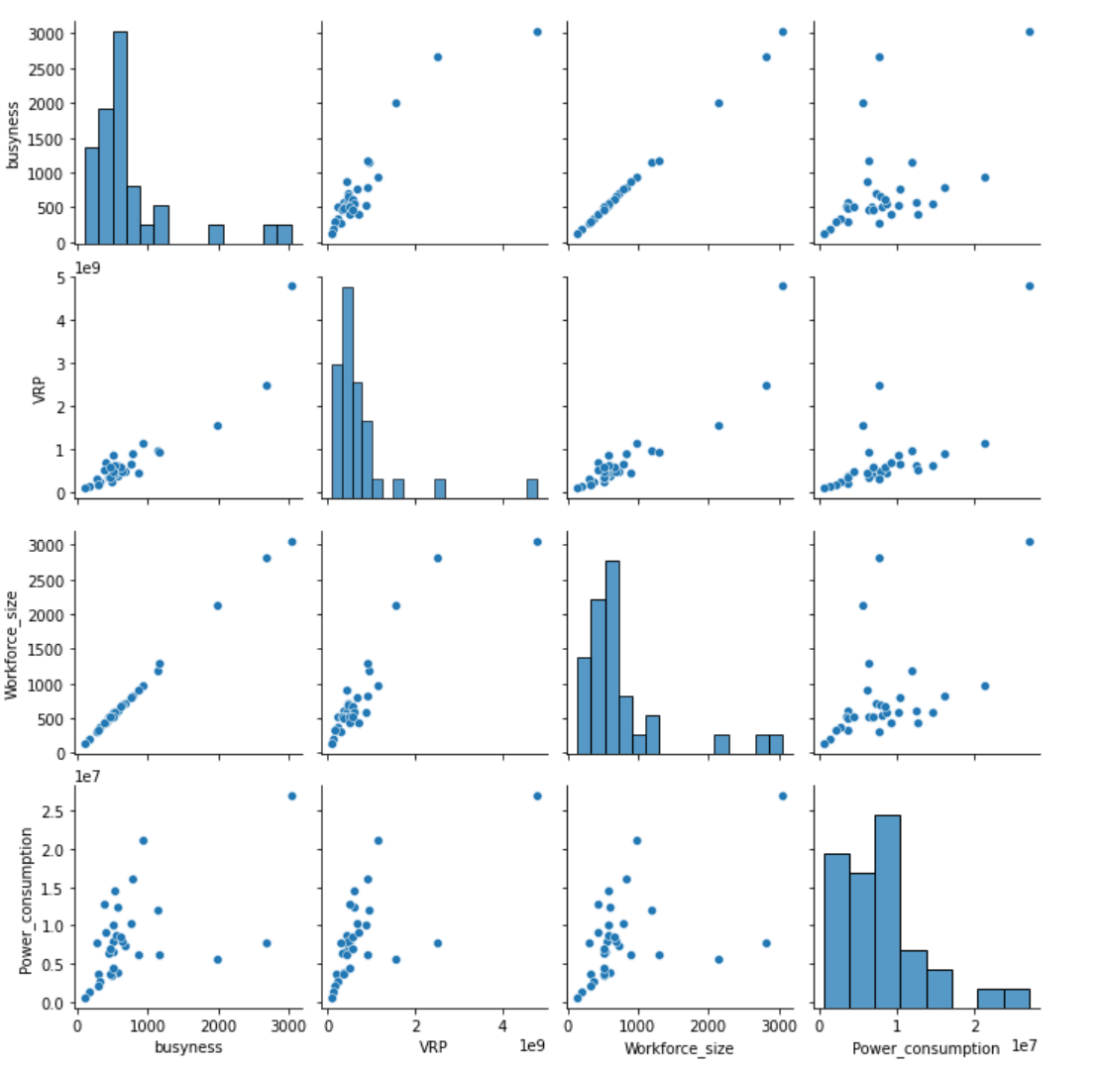 3000
2500
2000
1500
1000
500
0
busyness
1e9
5
4
3
2
1
0
VRP
3000
2500
2000
1500
1000
500
0
Workforce_size
1e7
2.5
2.0
1.5
1.0
0.5
0.0
Power_consumption
0 1000 2000 3000
busyness
0 2 4
VRP 1e9
0 1000 2000 3000
Workforce_size
0 1 2
Power_consumption 1e7